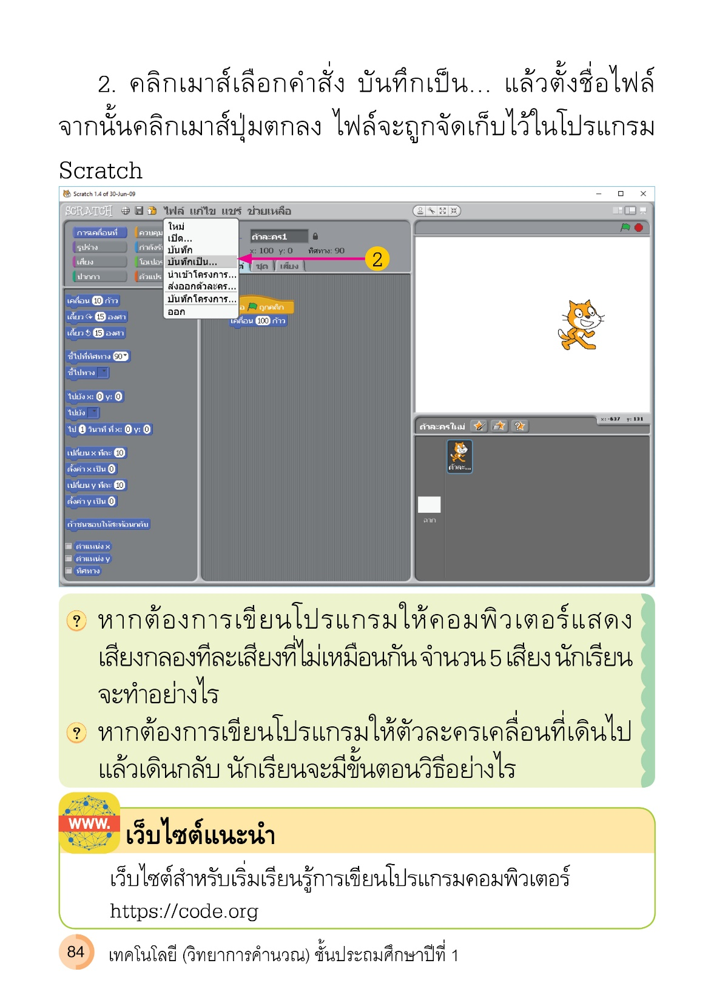 2. คลิกเมาส์เลือกคำสั่ง บันทึกเป็น... แล้วตั้งชื่อไฟล์
จากนั้นคลิกเมาส์ปุ่มตกลง ไฟล์จะถูกจัดเก็บไว้ในโปรแกรม
Scratch
Scratch 1.4 of 30-Jun-09
SCRATCH ไฟล์ แก้ไข แชร์ ช่วยเหลือ
การเคลื่อนที่ ควบคุม
รูปร่าง
เสียง
ปากกา ตัวแปร
ใหม่
เปิด...
บันทึก
บันทึกเป็น...
นำเข้าโครงการ...
ส่งออกตัวละคร...
บันทึกโครงการ...
ออก
ตัวละคร1
x: 100 y: 0 ทิศทาง: 90
ชุด เสียง
2
ถูกคลิก
เคลื่อน 100 ก้าว
เคลื่อน 10 ก้าว
เลี้ยว 15 องศา
เลี้ยว 15 องศา
ชี้ไปที่ทิศทาง 90
ชี้ไปทาง
ไปยัง x: 0 y: 0
ไปยัง
ไป 1 วินาที ที่ x: 0 y: 0
เปลี่ยน x ทีละ 10
ตั้งค่า x เป็น 0
เปลี่ยน y ทีละ 10
ตั้งค่า y เป็น 0
ถ้าชนขอบให้สะท้อนกลับ
ตำแหน่ง x
ตำแหน่ง y
ทิศทาง
x: -637 y: 131
ตัวละครใหม่
ตัวละ...
ฉาก
? หากต้องการเขียนโปรแกรมให้คอมพิวเตอร์แสดง
เสียงกลองทีละเสียงที่ไม่เหมือนกัน จำนวน 5 เสียง นักเรียน
จะทำอย่างไร
? หากต้องการเขียนโปรแกรมให้ตัวละครเคลื่อนที่เดินไป
แล้วเดินกลับ นักเรียนจะมีขั้นตอนวิธีอย่างไร
WWW. เว็บไซต์แนะนำ
เว็บไซต์สำหรับเริ่มเรียนรู้การเขียนโปรแกรมคอมพิวเตอร์
https://code.org
84 เทคโนโลยี (วิทยาการคำนวณ) ชั้นประถมศึกษาปีที่ 1